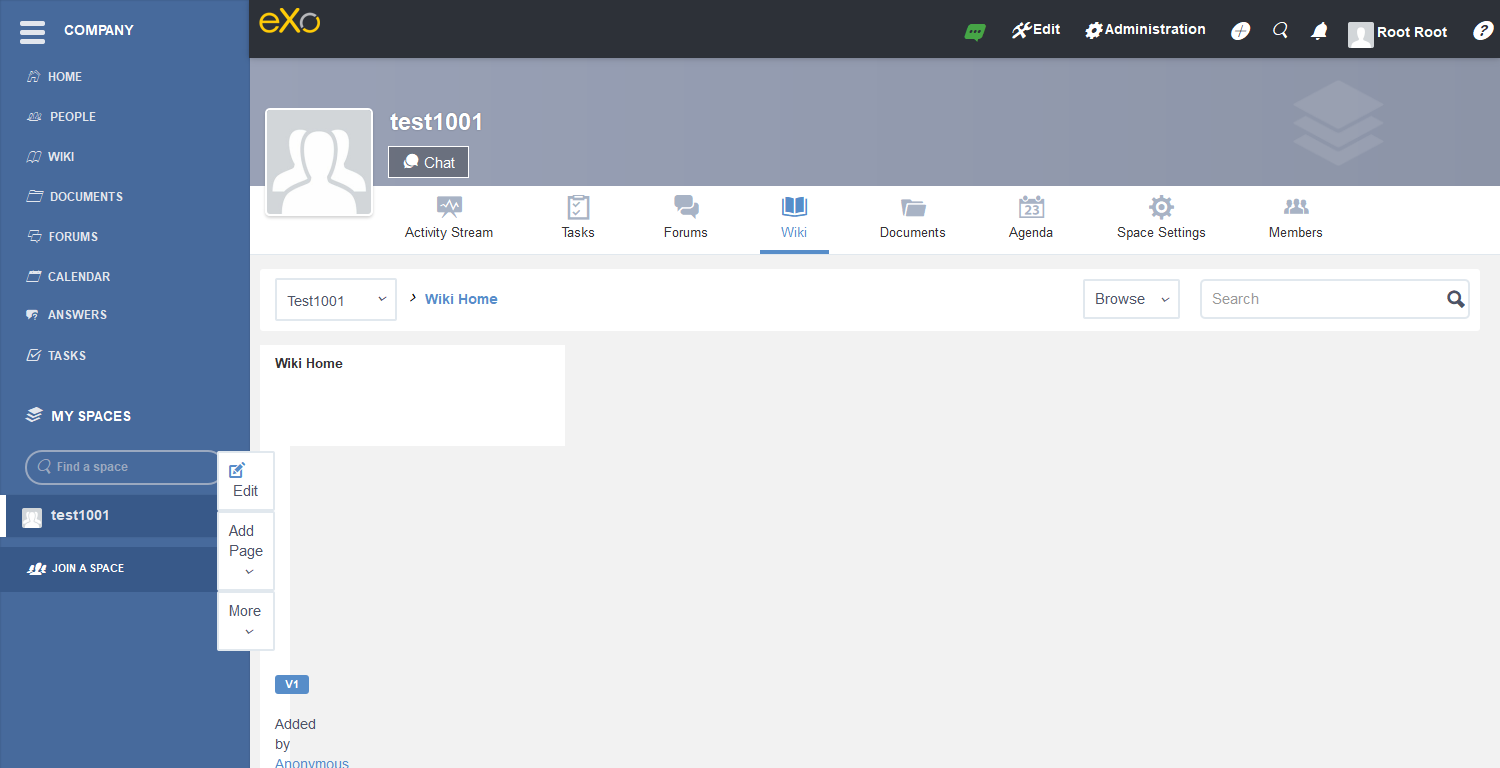 COMPANY
eXo
Edit
Administration
Root Root
?
HOME
PEOPLE
WIKI
DOCUMENTS
FORUMS
CALENDAR
ANSWERS
TASKS
MY SPACES
Find a space
test1001
JOIN A SPACE
test1001
Chat
Activity Stream
Tasks
Forums
Wiki
23
Documents
Agenda
Space Settings
Members
Test1001
Wiki Home
Browse
Search
Wiki Home
Edit
Add
Page
More
V1
Added
by
Anonymous